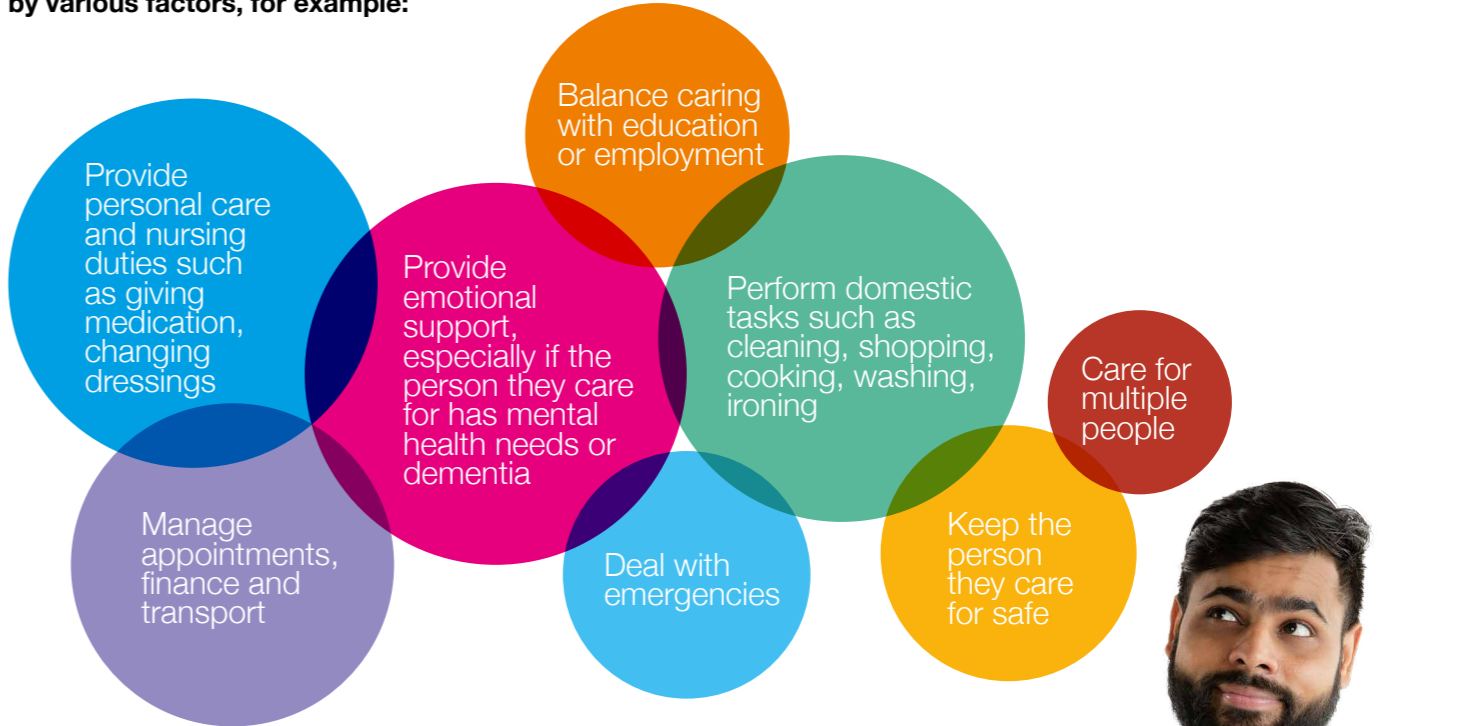 by various factors, for example:
Balance caring
with education
or employment
Provide
personal care
and nursing
duties such
as giving
medication,
changing
dressings
Provide
emotional
support,
especially if the
person they care
for has mental
health needs or
dementia
Perform domestic
tasks such as
cleaning, shopping,
cooking, washing,
ironing
Care for
multiple
people
Manage
appointments,
finance and
transport
Deal with
emergencies
Keep the
person
they care
for safe